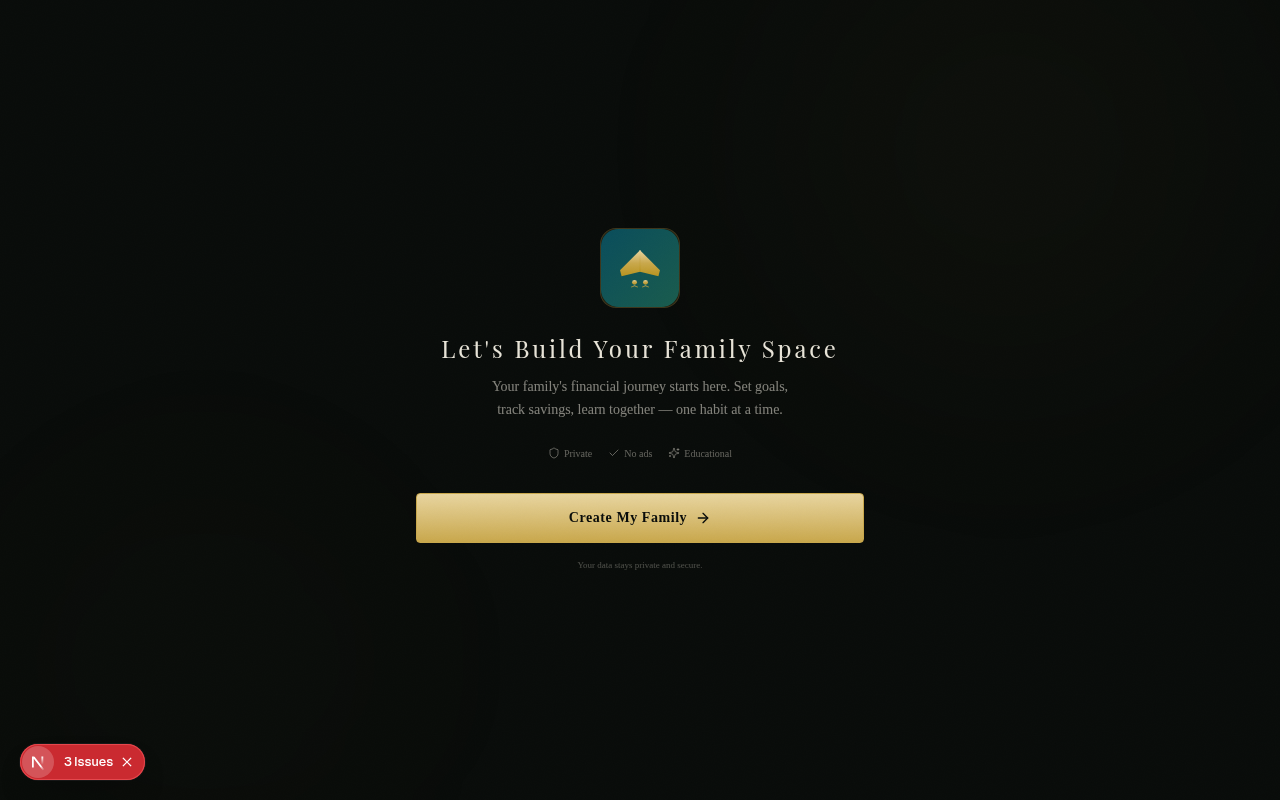 Let's Build Your Family Space
Your family's financial journey starts here. Set goals,
track savings, learn together — one habit at a time.
Private No ads Educational
Create My Family →
Your data stays private and secure.
N 3 Issues